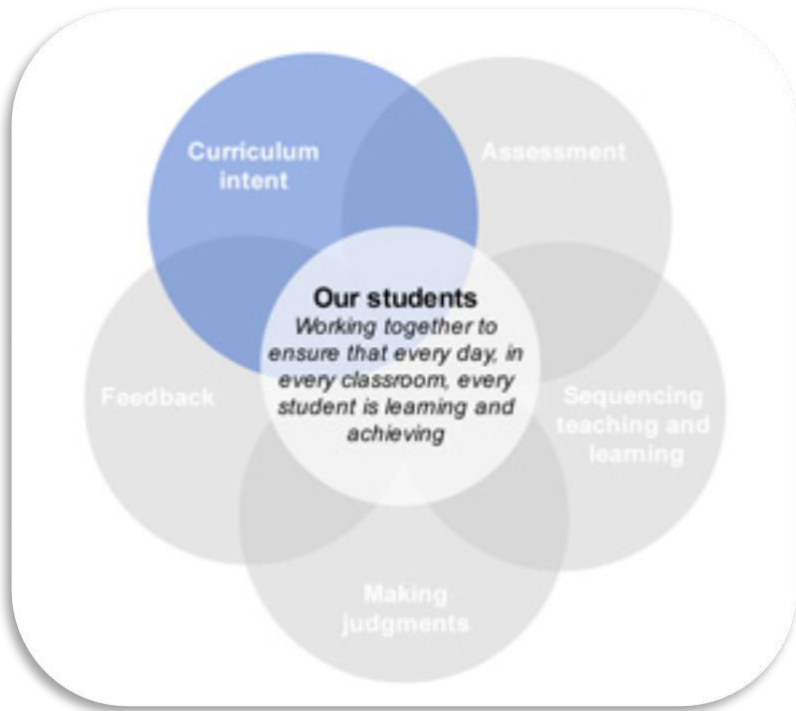 Curriculum
intent
Assessment
Our students
Working together to
ensure that every day, in
every classroom, every
student is learning and
achieving
Feedback
Sequencing
teaching and
learning
Making
judgments